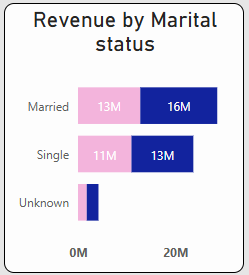 Revenue by Marital
status
Married
13M
16M
Single
11M
13M
Unknown
0M
20M